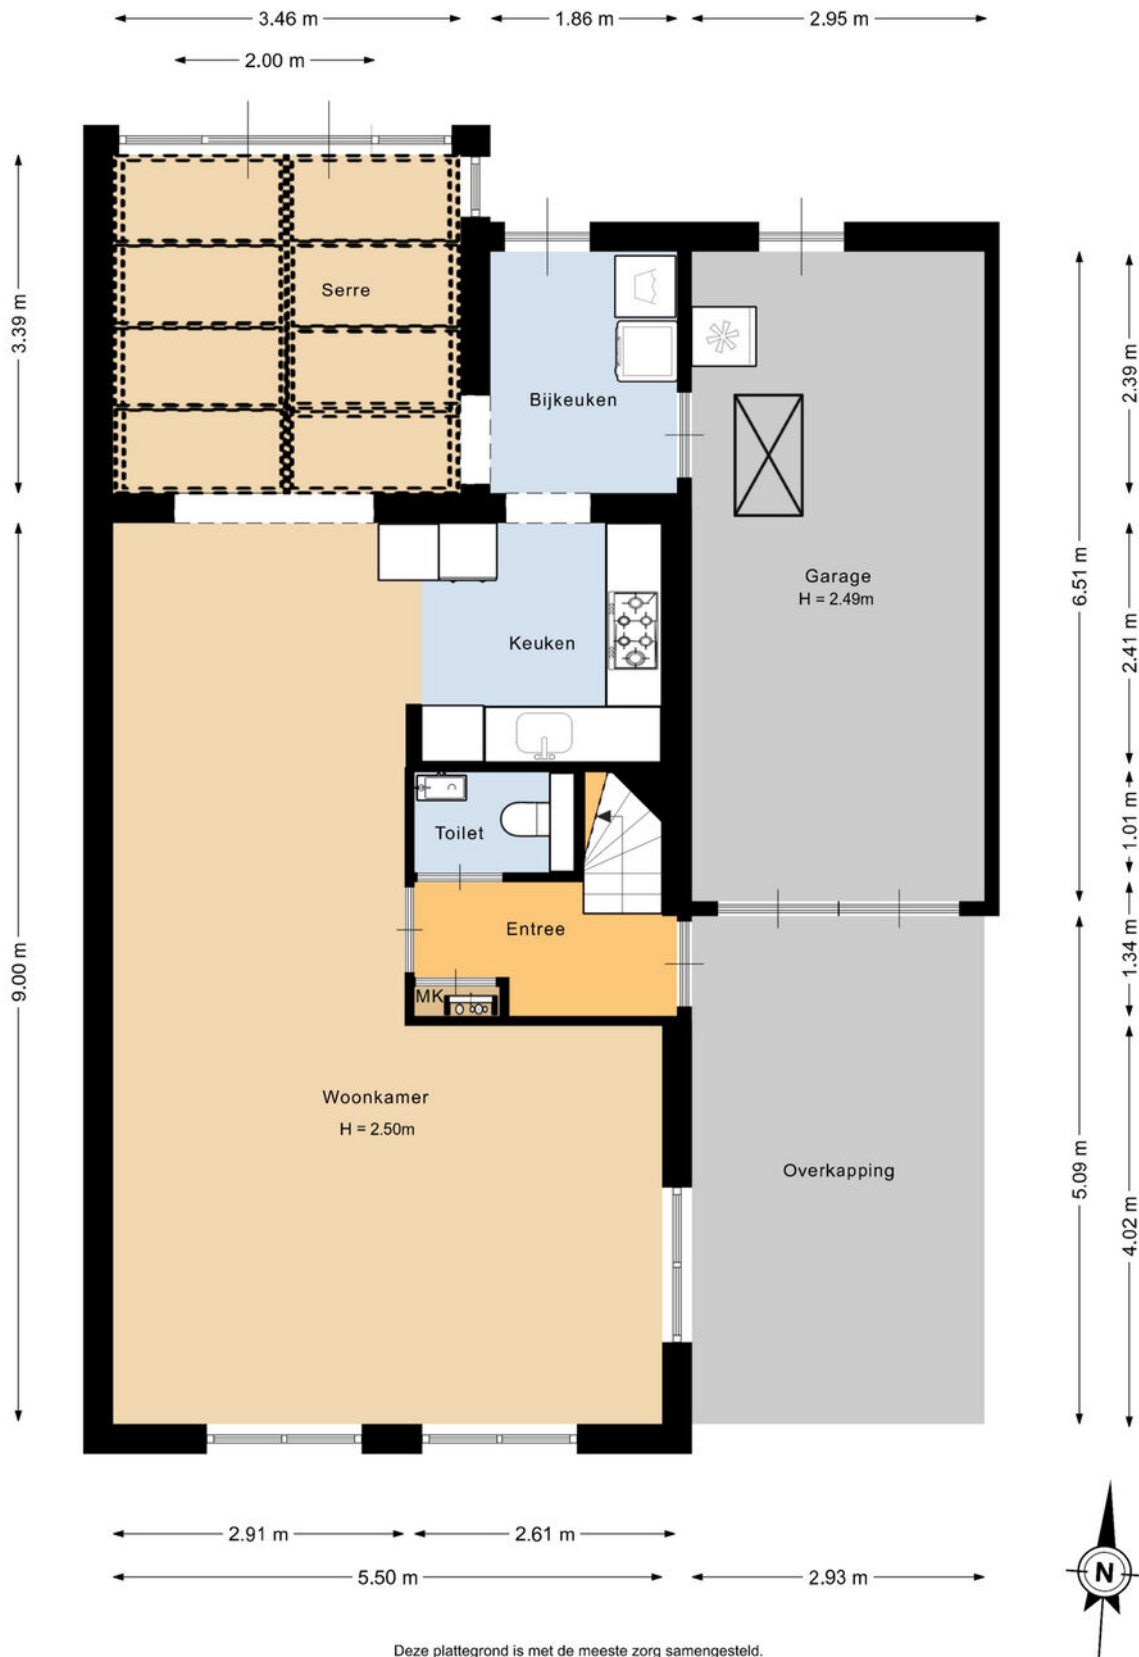 3.46 m
1.86 m
2.95 m
2.00 m
3.39 m
Serre
Bijkeuken
2.39 m
Garage
H = 2.49m
6.51 m
Keuken
2.41 m
Toilet
1.01 m
Entree
MK
9.00 m
1.34 m
Woonkamer
H = 2.50m
Overkapping
5.09 m
4.02 m
2.91 m
2.61 m
5.50 m
2.93 m
N
Deze plattegrond is met de meeste zorg samengesteld.